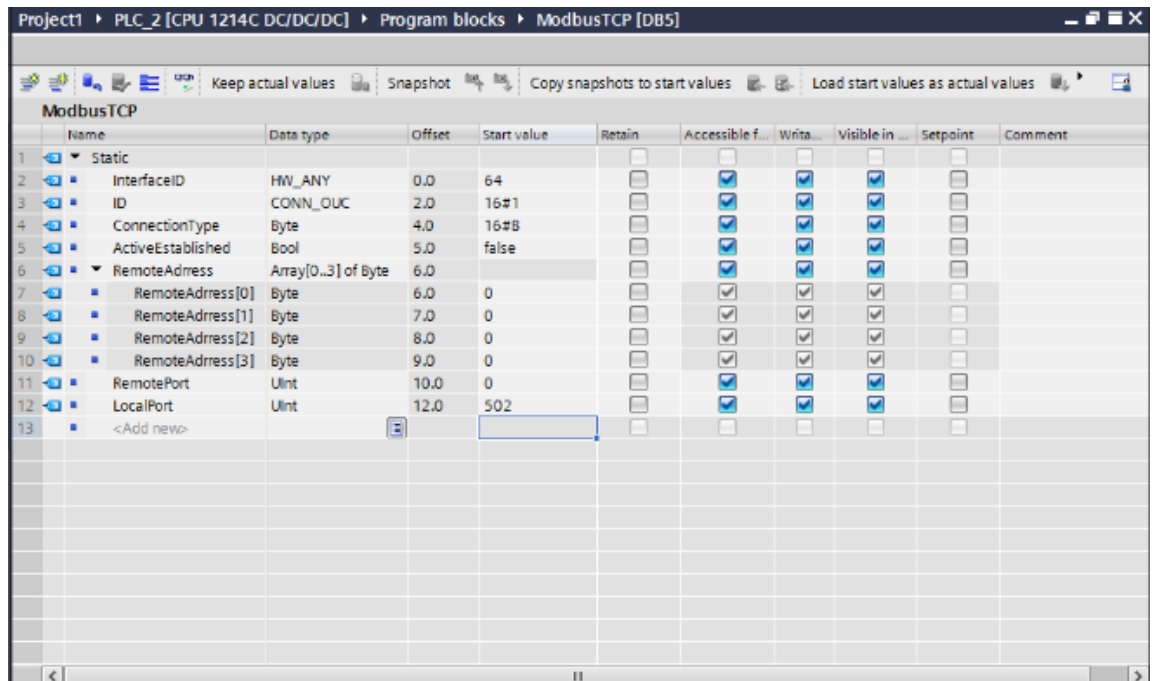 Project1 ▸ PLC_2 [CPU 1214C DC/DC/DC] ▸ Program blocks ▸ ModbusTCP [DB5]
Keep actual values Snapshot Copy snapshots to start values Load start values as actual values
ModbusTCP
Name Data type Offset Start value Retain Accessible f... Writa... Visible in ... Setpoint Comment
1 Static
2 InterfaceID HW_ANY 0.0 64
3 ID CONN_OUC 2.0 16#1
4 ConnectionType Byte 4.0 16#B
5 ActiveEstablished Bool 5.0 false
6 RemoteAdrress Array[0..3] of Byte 6.0
7 RemoteAdrress[0] Byte 6.0 0
8 RemoteAdrress[1] Byte 7.0 0
9 RemoteAdrress[2] Byte 8.0 0
10 RemoteAdrress[3] Byte 9.0 0
11 RemotePort UInt 10.0 0
12 LocalPort UInt 12.0 502
13 <Add new>